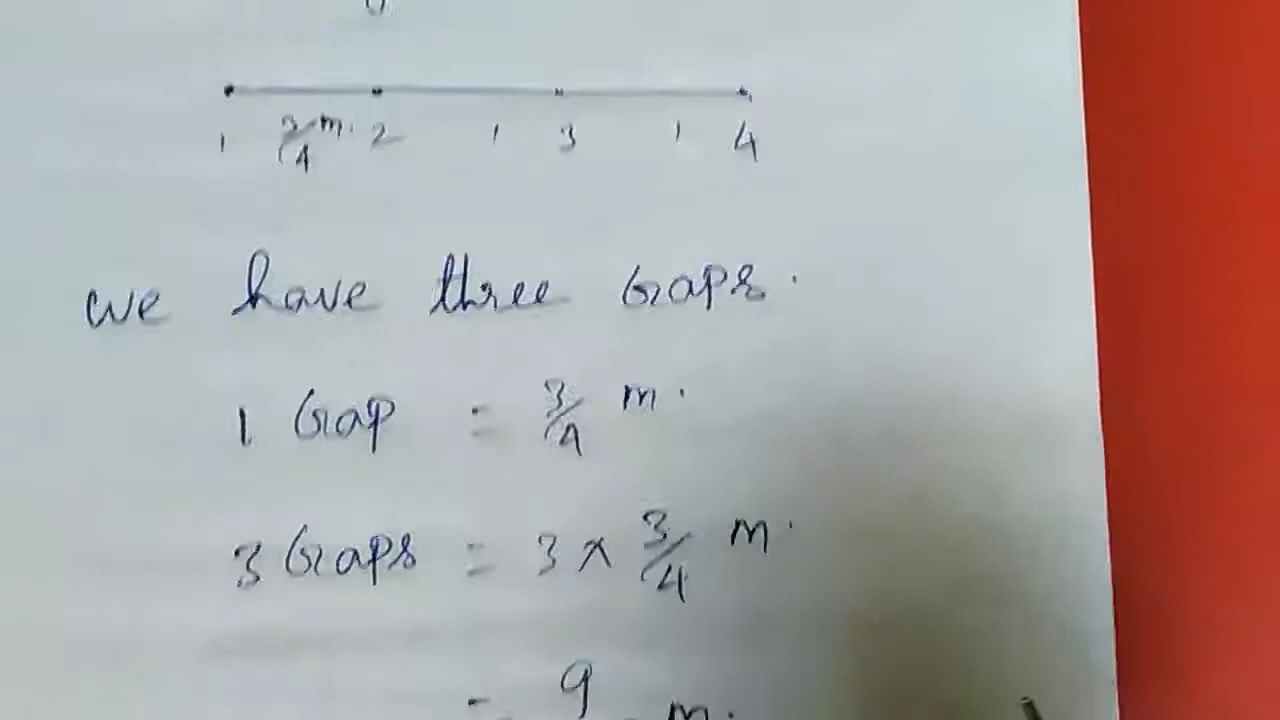 1 3/4 m. 2 1 3 1 4
we have three Gaps.
1 Gap = 3/4 m.
3 Gaps = 3 x 3/4 m.
= 9 m.